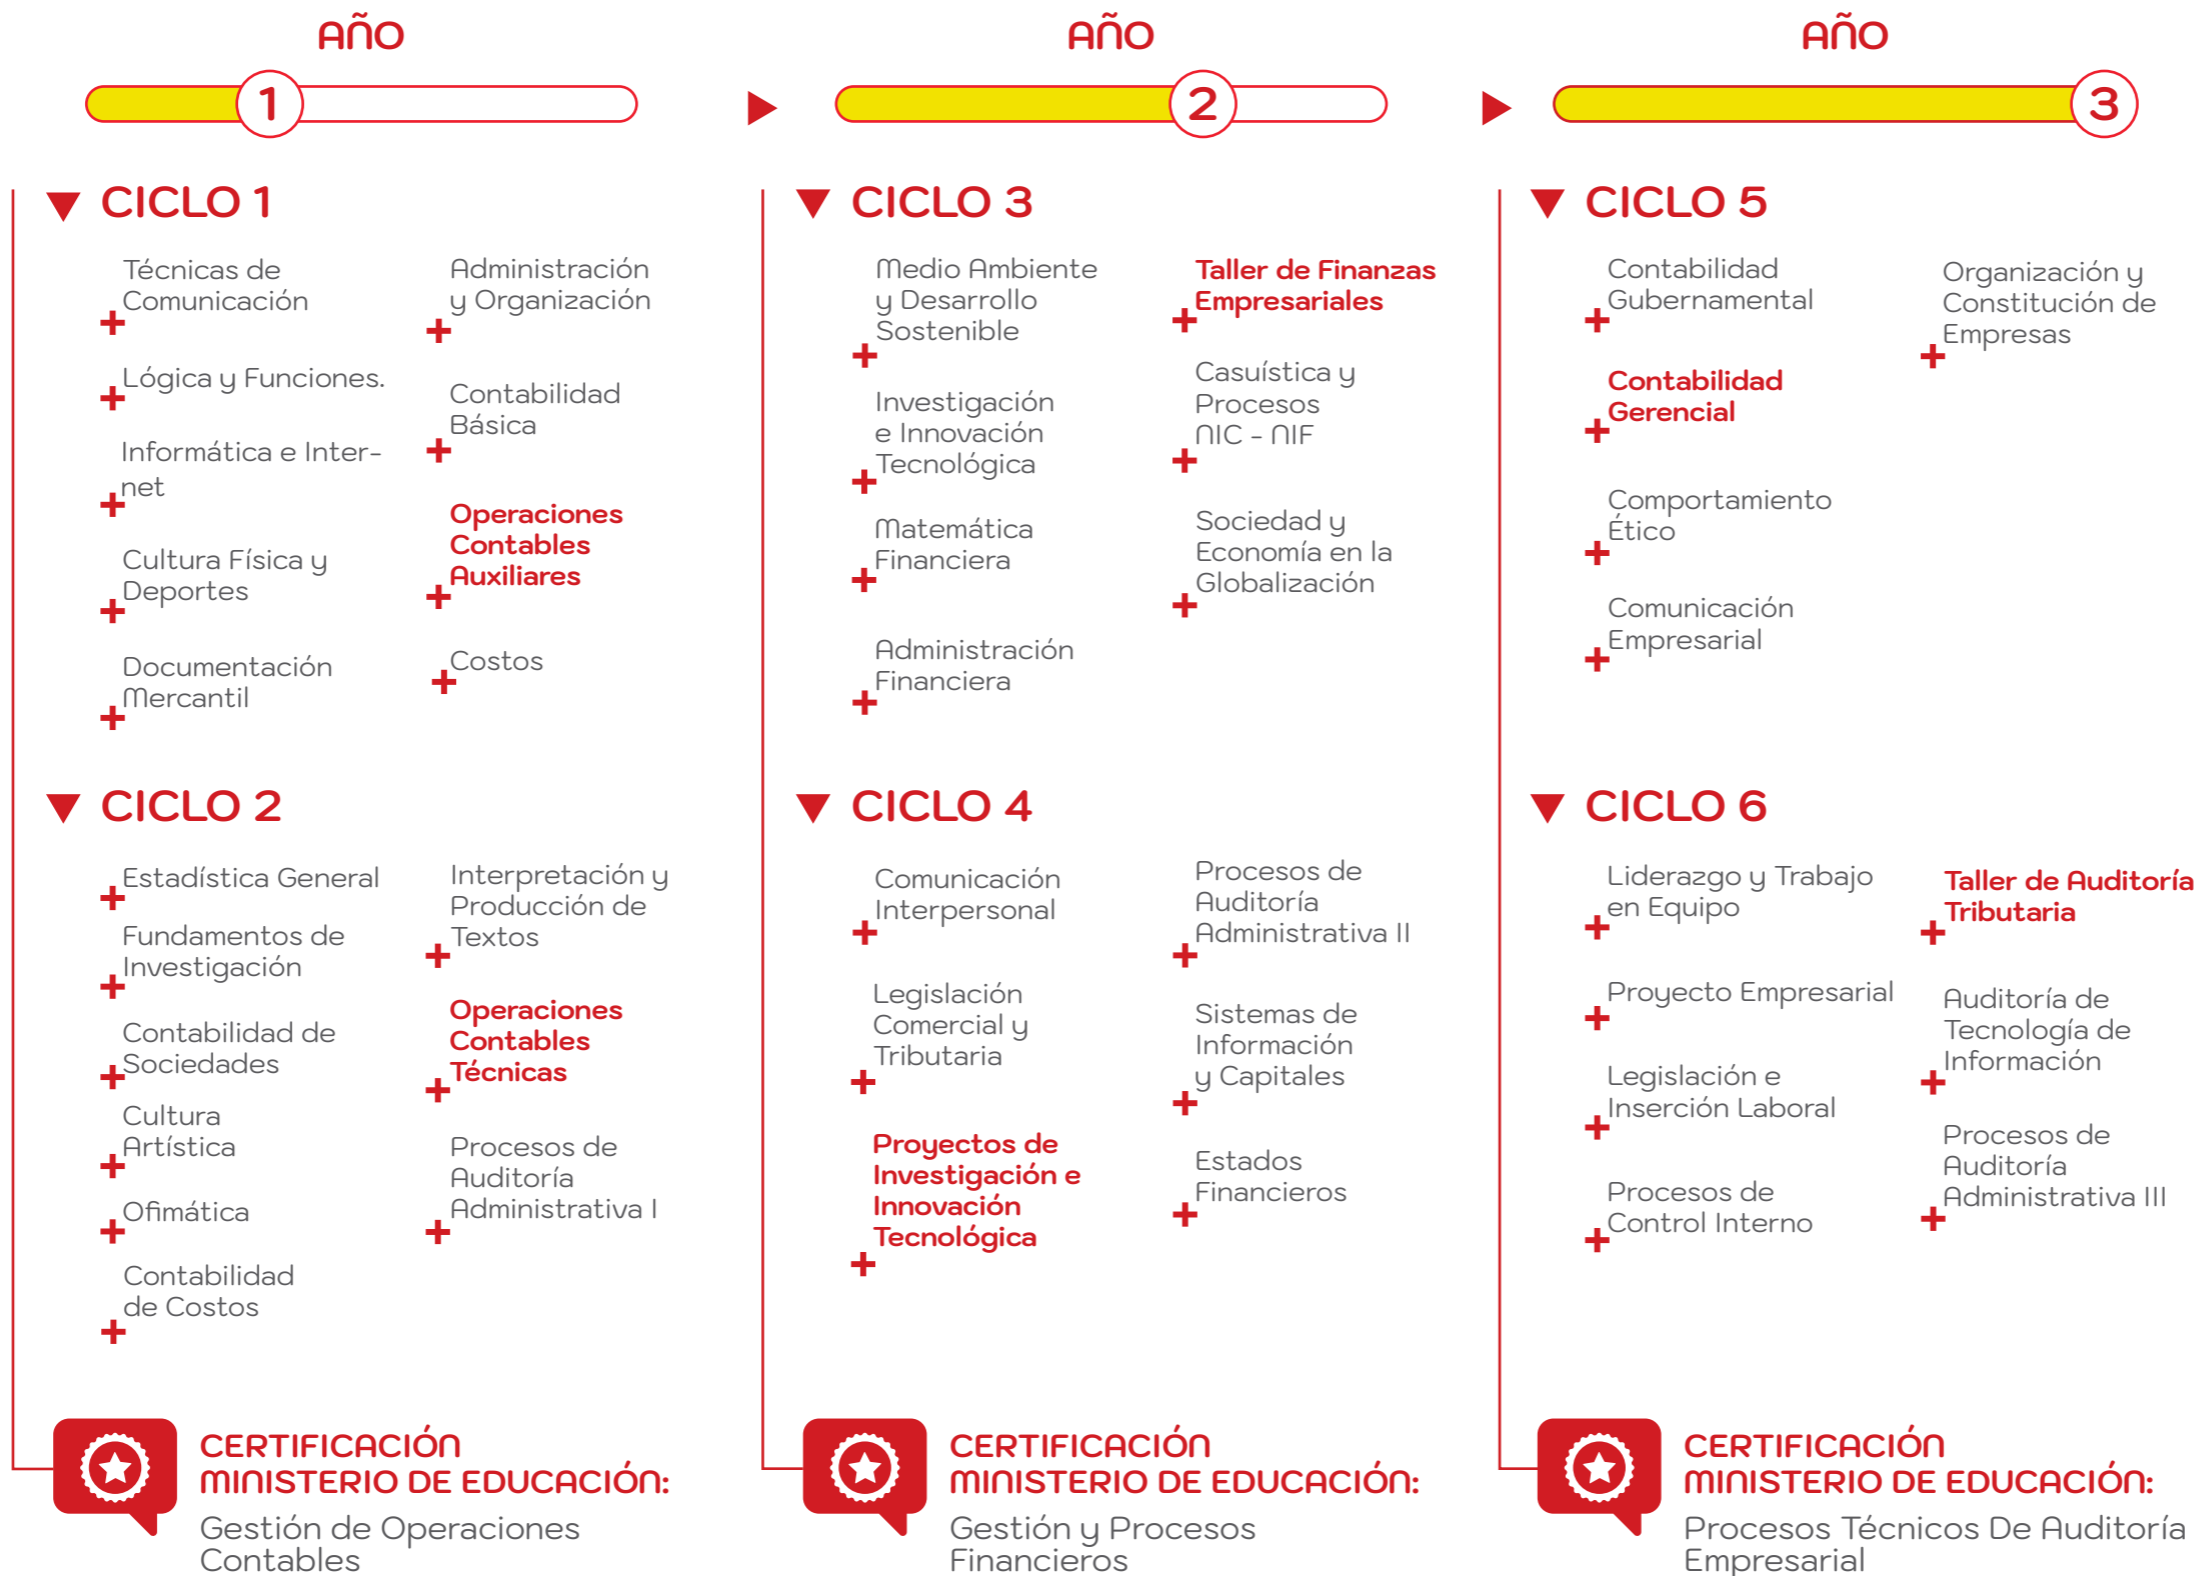 AÑO
1
CICLO 1
Técnicas de
Comunicación
Lógica y Funciones.
Informática e Inter-
net
Cultura Física y
Deportes
Documentación
Mercantil
Administración
y Organización
Contabilidad
Básica
Operaciones
Contables
Auxiliares
Costos
CICLO 2
Estadística General
Fundamentos de
Investigación
Contabilidad de
Sociedades
Cultura
Artística
Ofimática
Contabilidad
de Costos
Interpretación y
Producción de
Textos
Operaciones
Contables
Técnicas
Procesos de
Auditoría
Administrativa I
CERTIFICACIÓN
MINISTERIO DE EDUCACIÓN:
Gestión de Operaciones
Contables
AÑO
2
CICLO 3
Medio Ambiente
y Desarrollo
Sostenible
Investigación
e Innovación
Tecnológica
Matemática
Financiera
Administración
Financiera
Taller de Finanzas
Empresariales
Casuística y
Procesos
NIC - NIF
Sociedad y
Economía en la
Globalización
CICLO 4
Comunicación
Interpersonal
Legislación
Comercial y
Tributaria
Proyectos de
Investigación e
Innovación
Tecnológica
Procesos de
Auditoría
Administrativa II
Sistemas de
Información
y Capitales
Estados
Financieros
CERTIFICACIÓN
MINISTERIO DE EDUCACIÓN:
Gestión y Procesos
Financieros
AÑO
3
CICLO 5
Contabilidad
Gubernamental
Contabilidad
Gerencial
Comportamiento
Ético
Comunicación
Empresarial
Organización y
Constitución de
Empresas
CICLO 6
Liderazgo y Trabajo
en Equipo
Proyecto Empresarial
Legislación e
Inserción Laboral
Procesos de
Control Interno
Taller de Auditoría
Tributaria
Auditoría de
Tecnología de
Información
Procesos de
Auditoría
Administrativa III
CERTIFICACIÓN
MINISTERIO DE EDUCACIÓN:
Procesos Técnicos De Auditoría
Empresarial